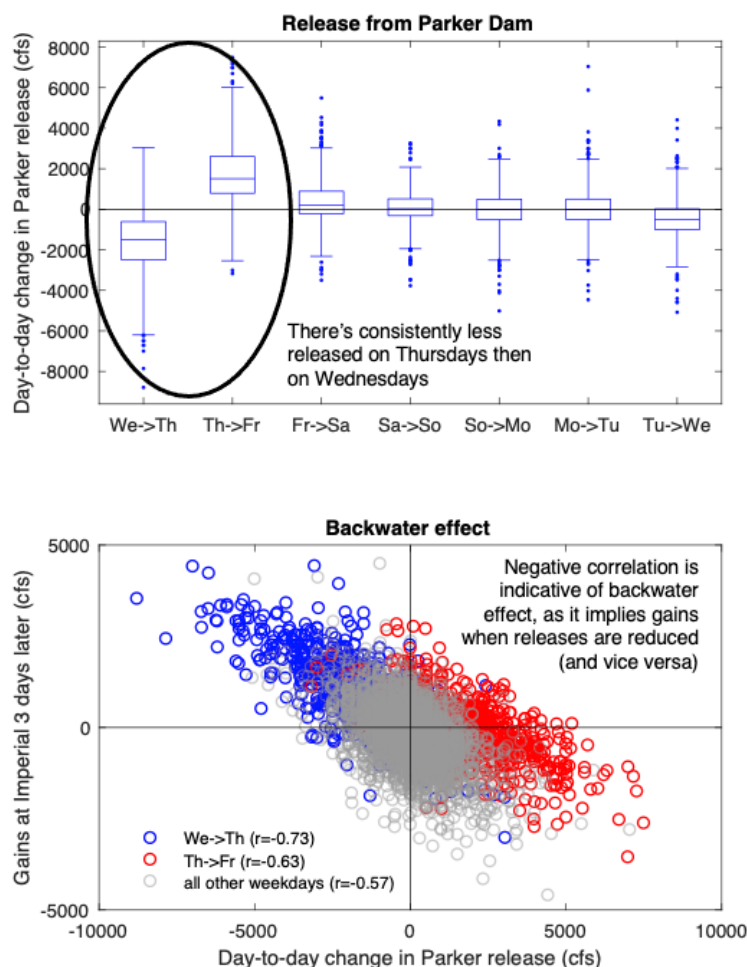 Release from Parker Dam
Day-to-day change in Parker release (cfs)
8000
6000
4000
2000
0
-2000
-4000
-6000
-8000
There's consistently less
released on Thursdays then
on Wednesdays
We->Th Th->Fr Fr->Sa Sa->So So->Mo Mo->Tu Tu->We
Backwater effect
Gains at Imperial 3 days later (cfs)
5000
0
-5000
Negative correlation is
indicative of backwater
effect, as it implies gains
when releases are reduced
(and vice versa)
We->Th (r=-0.73)
Th->Fr (r=-0.63)
all other weekdays (r=-0.57)
-10000 -5000 0 5000 10000
Day-to-day change in Parker release (cfs)